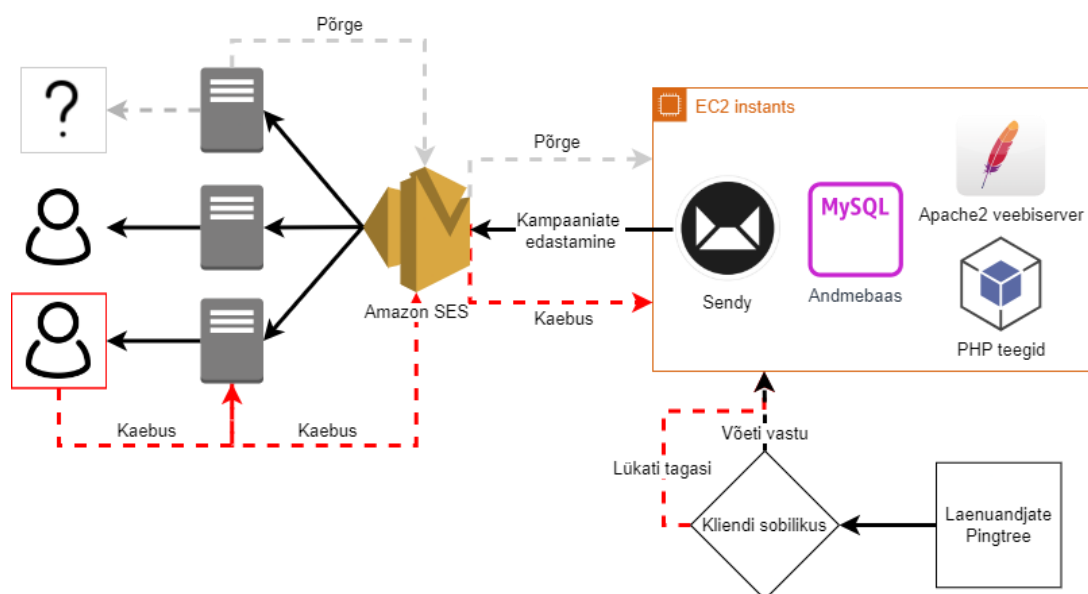 Põrge
?
EC2 instants
Põrge
MySQL
Apache2 veebiserver
Kampaaniate
edastamine
Amazon SES
Kaebus
Sendy
Andmebaas
PHP teegid
Kaebus
Kaebus
Võeti vastu
Lükati tagasi
Kliendi sobilikus
Laenuandjate
Pingtree